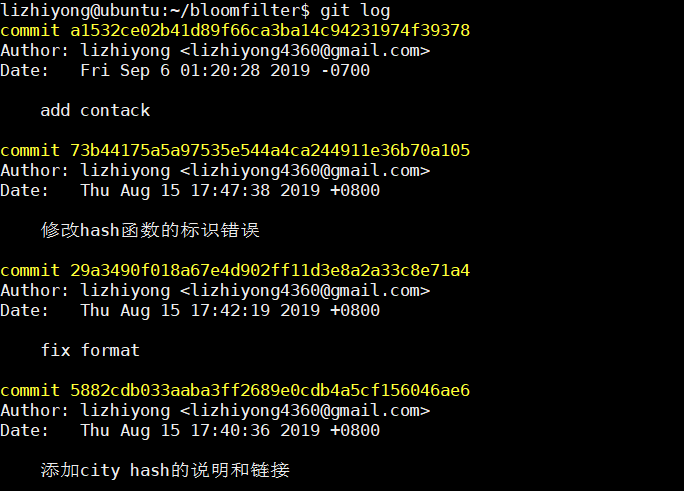 lizhiyong@ubuntu:~/bloomfilter$ git log
commit a1532ce02b41d89f66ca3ba14c94231974f39378
Author: lizhiyong <lizhiyong4360@gmail.com>
Date:   Fri Sep 6 01:20:28 2019 -0700
add contack
commit 73b44175a5a97535e544a4ca244911e36b70a105
Author: lizhiyong <lizhiyong4360@gmail.com>
Date:   Thu Aug 15 17:47:38 2019 +0800
修改hash函数的标识错误
commit 29a3490f018a67e4d902ff11d3e8a2a33c8e71a4
Author: lizhiyong <lizhiyong4360@gmail.com>
Date:   Thu Aug 15 17:42:19 2019 +0800
fix format
commit 5882cdb033aaba3ff2689e0cdb4a5cf156046ae6
Author: lizhiyong <lizhiyong4360@gmail.com>
Date:   Thu Aug 15 17:40:36 2019 +0800
添加city hash的说明和链接